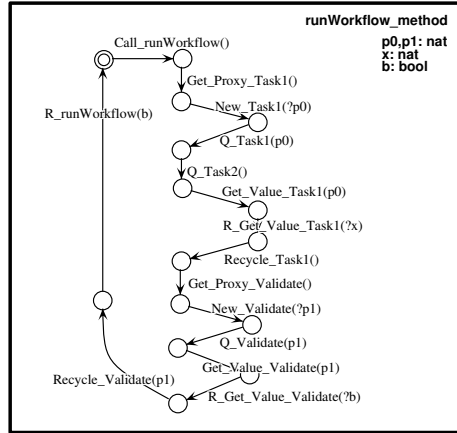 runWorkflow_method
p0,p1: nat
x: nat
b: bool
Call_runWorkflow()
Get_Proxy_Task1()
New_Task1(?p0)
R_runWorkflow(b)
Q_Task1(p0)
Q_Task2()
Get_Value_Task1(p0)
R_Get_Value_Task1(?x)
Recycle_Task1()
Get_Proxy_Validate()
New_Validate(?p1)
Q_Validate(p1)
Get_Value_Validate(p1)
Recycle_Validate(p1)
R_Get_Value_Validate(?b)